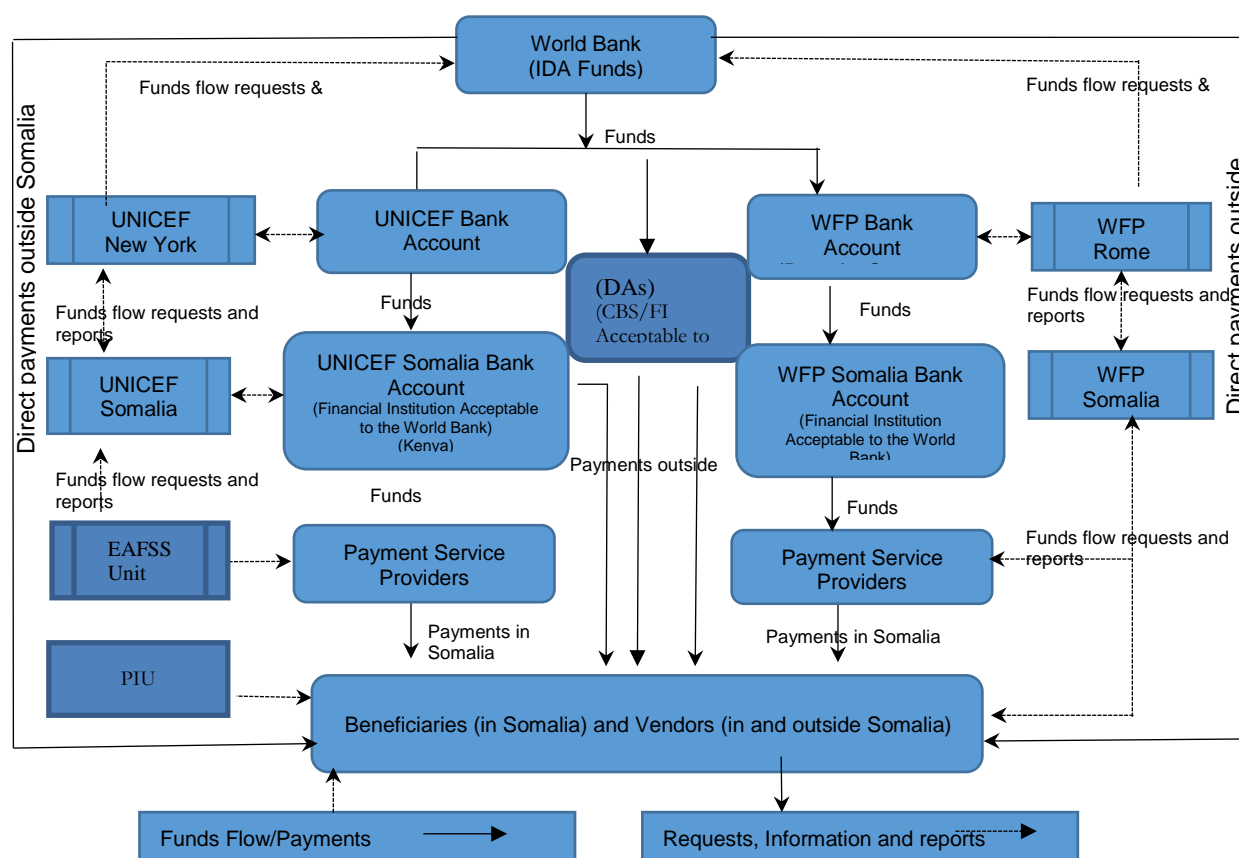 World Bank
(IDA Funds)
Funds flow requests &
Funds flow requests &
Funds
Direct payments outside Somalia
Direct payments outside
UNICEF
New York
UNICEF Bank
Account
WFP Bank
Account
WFP
Rome
(DAs)
(CBS/FI
Acceptable to
Funds flow requests and
reports
Funds
Funds
Funds flow requests and
reports
UNICEF
Somalia
UNICEF Somalia Bank
Account
(Financial Institution Acceptable
to the World Bank)
(Kenya)
WFP Somalia Bank
Account
(Financial Institution
Acceptable to the World
Bank)
WFP
Somalia
Funds flow requests and
reports
Funds
Payments outside
Funds
Funds flow requests and
reports
EAFSS
Unit
Payment Service
Providers
Payment Service
Providers
Payments in
Somalia
Payments in Somalia
PIU
Beneficiaries (in Somalia) and Vendors (in and outside Somalia)
Funds Flow/Payments
Requests, Information and reports